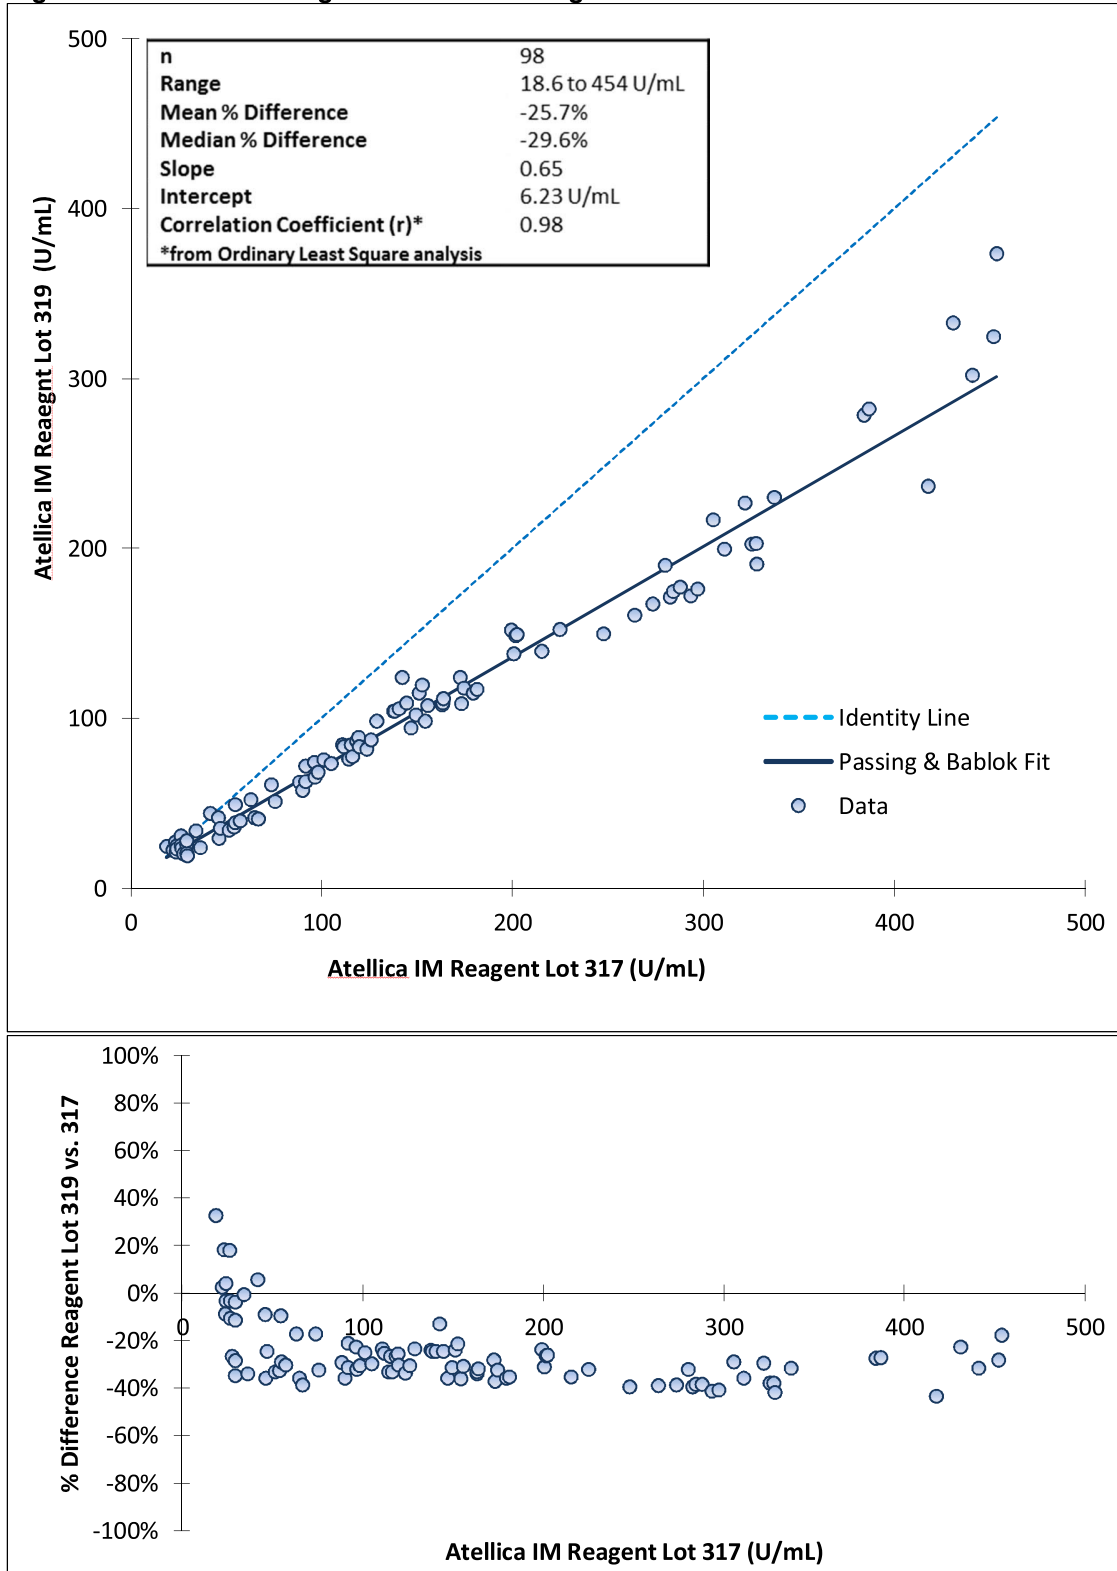 500
n 98
Range 18.6 to 454 U/mL
Mean % Difference -25.7%
Median % Difference -29.6%
Slope 0.65
Intercept 6.23 U/mL
Correlation Coefficient (r)* 0.98
*from Ordinary Least Square analysis
400
300
200
100
0
Atellica IM Reaegnt Lot 319 (U/mL)
Identity Line
Passing & Bablok Fit
Data
0 100 200 300 400 500
Atellica IM Reagent Lot 317 (U/mL)
100%
80%
60%
40%
20%
0%
-20%
-40%
-60%
-80%
-100%
% Difference Reagent Lot 319 vs. 317
0 100 200 300 400 500
Atellica IM Reagent Lot 317 (U/mL)